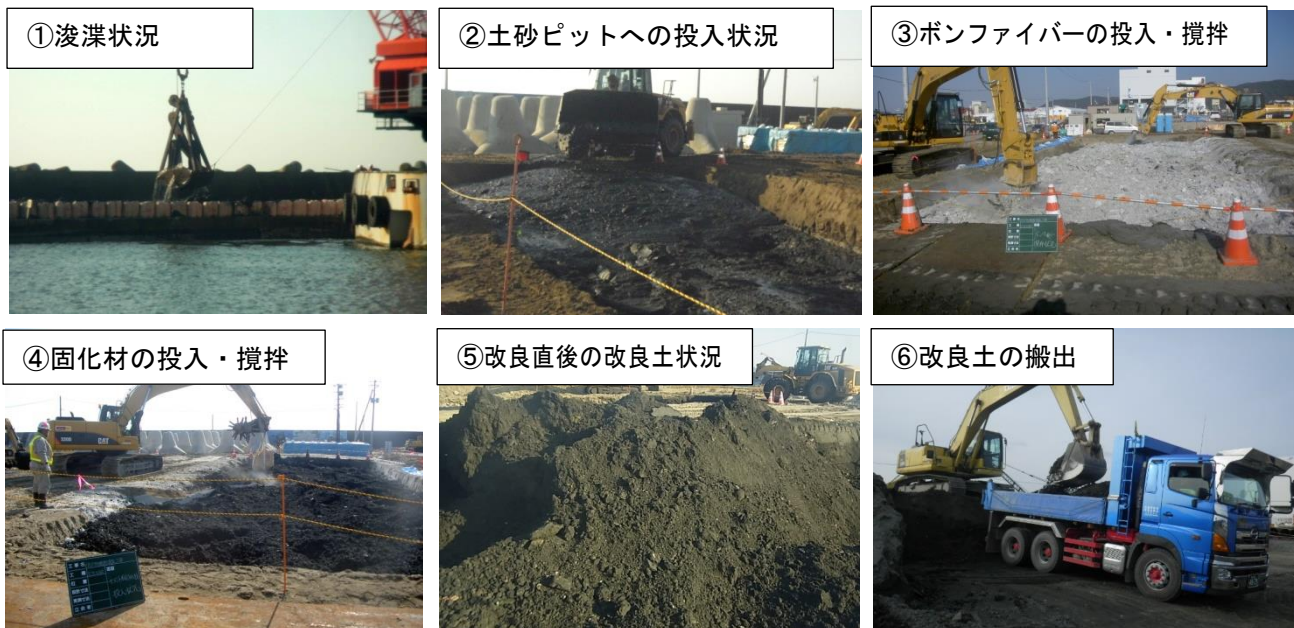 ①浚渫状況
②土砂ピットへの投入状況
③ボンファイバーの投入・撹拌
④固化材の投入・撹拌
⑤改良直後の改良土状況
⑥改良土の搬出
CAT